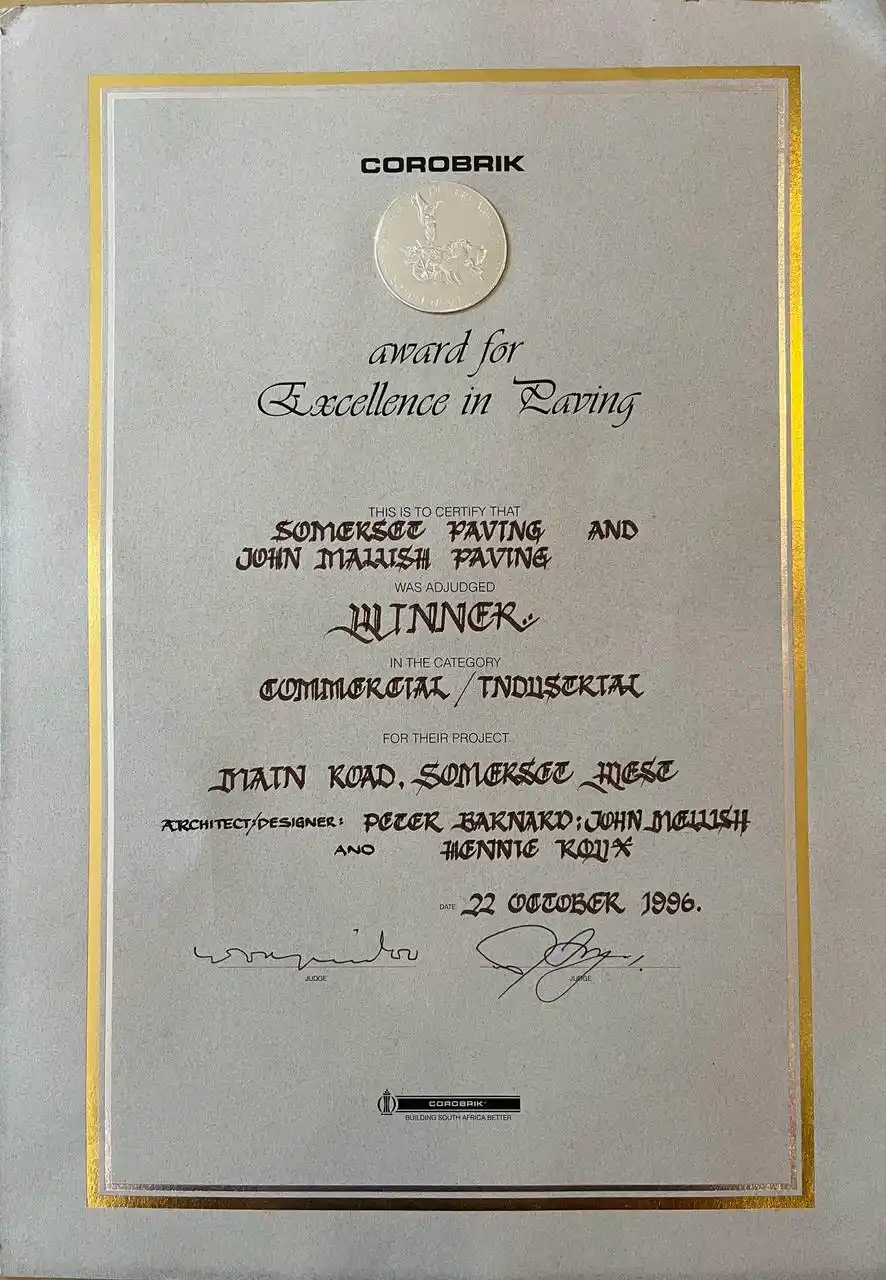 COROBRIK
award for
Excellence in Paving
THIS IS TO CERTIFY THAT
SOMERSET PAVING AND
JOHN MALLISH PAVING
WAS ADJUDGED
WINNER
IN THE CATEGORY
COMMERCIAL / INDUSTRIAL
FOR THEIR PROJECT
MAIN ROAD, SOMERSET WEST
ARCHITECT/DESIGNER: PETER BARNARD: JOHN MELLISH
AND HENNIE ROUX
DATE 22 OCTOBER 1996.
JUDGE JUDGE
COROBRIK
BUILDING SOUTH AFRICA BETTER